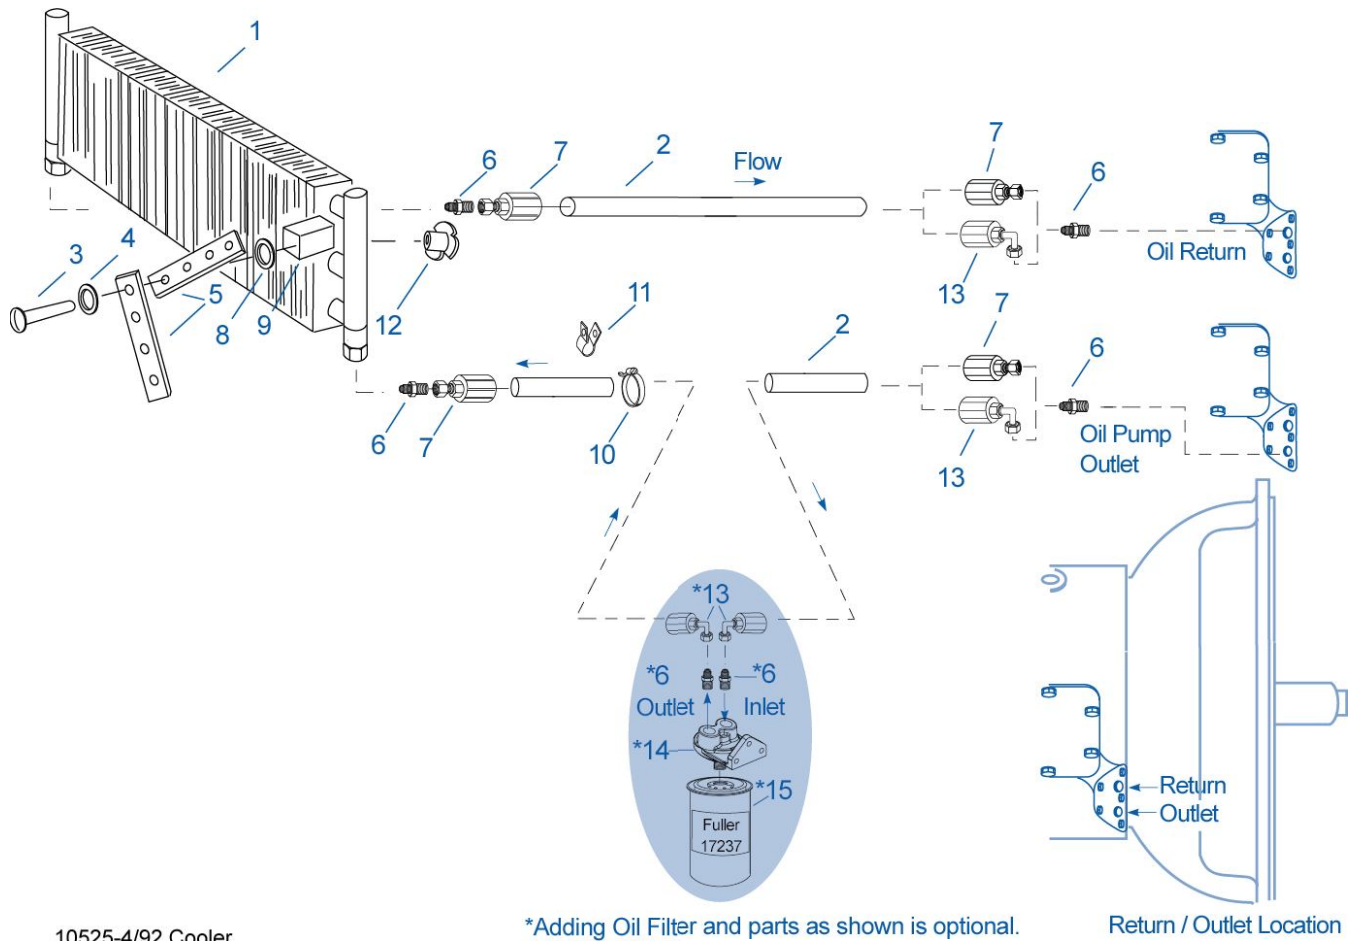 1
6
7
2
Flow
7
6
Oil Return
3
4
5
8
9
12
13
11
2
7
6
6
7
10
Oil Pump
Outlet
13
*13
*6
*6
Outlet
Inlet
*14
*15
Fuller
17237
Return
Outlet
*Adding Oil Filter and parts as shown is optional.
Return / Outlet Location
10525-4/92 Cooler